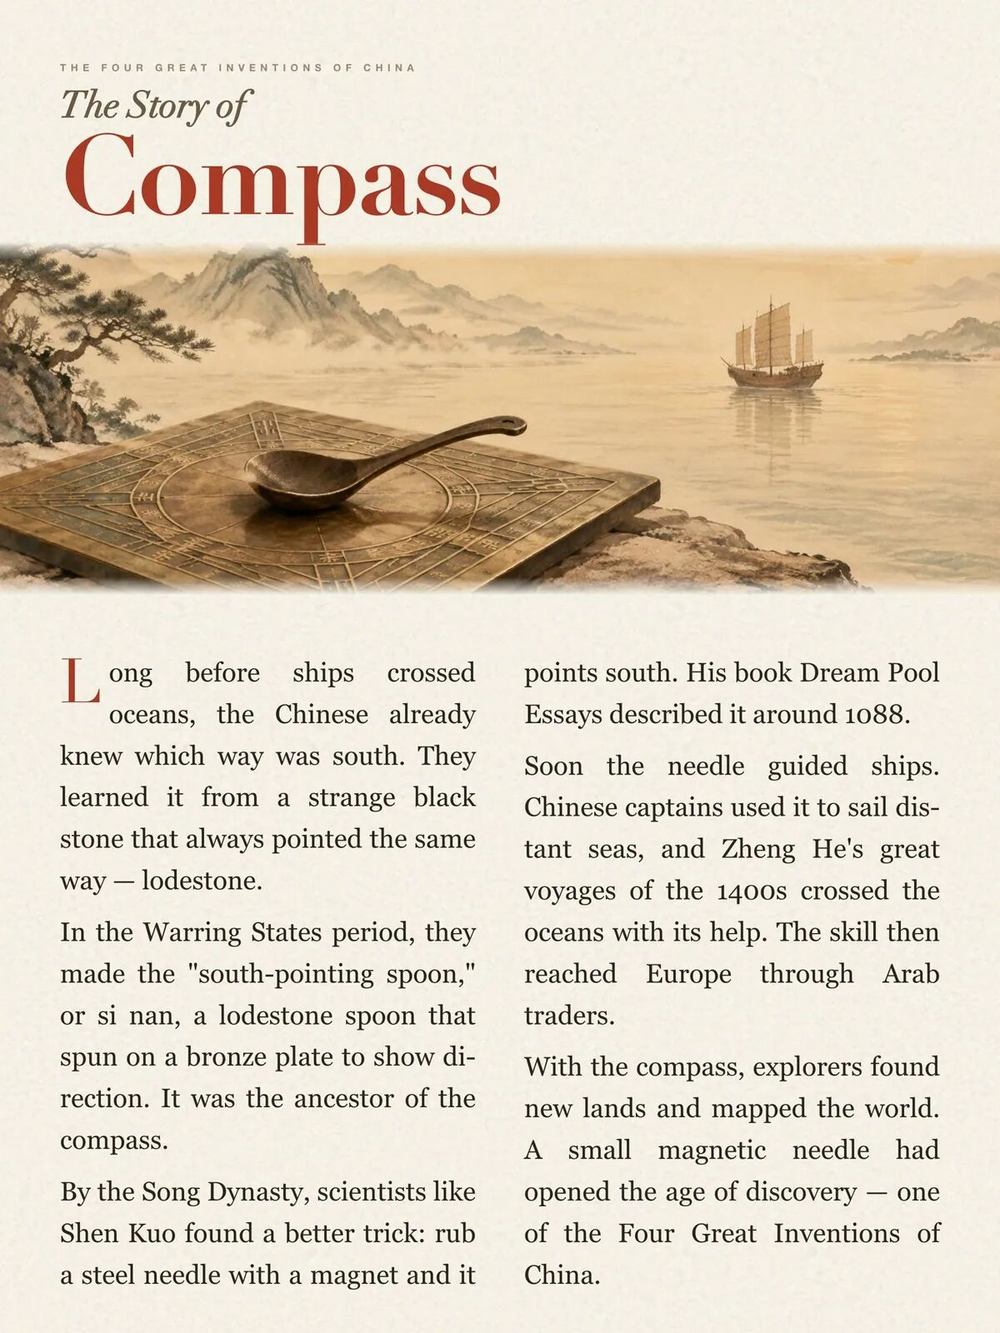 THE FOUR GREAT INVENTIONS OF CHINA
The Story of
Compass
Long before ships crossed
oceans, the Chinese already
knew which way was south. They
learned it from a strange black
stone that always pointed the same
way — lodestone.
In the Warring States period, they
made the "south-pointing spoon,"
or si nan, a lodestone spoon that
spun on a bronze plate to show di-
rection. It was the ancestor of the
compass.
By the Song Dynasty, scientists like
Shen Kuo found a better trick: rub
a steel needle with a magnet and it
points south. His book Dream Pool
Essays described it around 1088.
Soon the needle guided ships.
Chinese captains used it to sail dis-
tant seas, and Zheng He's great
voyages of the 1400s crossed the
oceans with its help. The skill then
reached Europe through Arab
traders.
With the compass, explorers found
new lands and mapped the world.
A small magnetic needle had
opened the age of discovery — one
of the Four Great Inventions of
China.